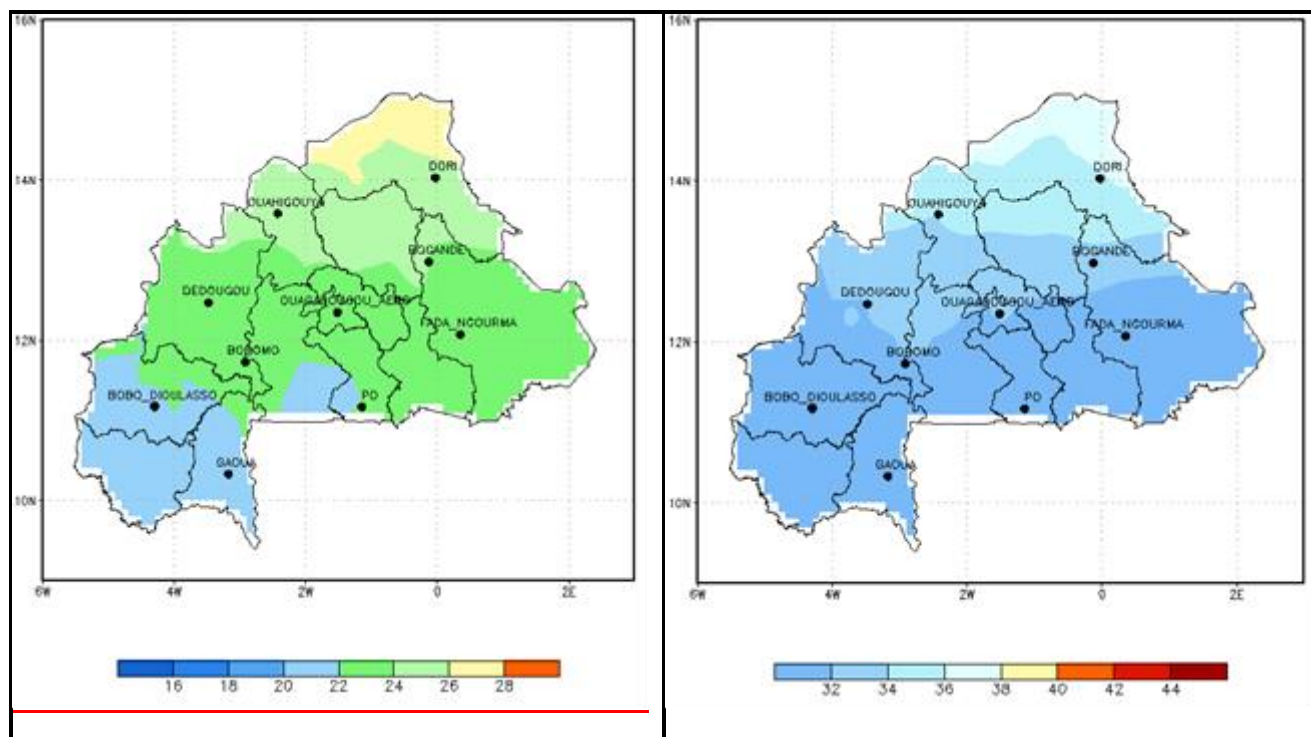 16N
DORI
14N
OUAHIGOUYA
BOGANDE
DEDOUGOU
OUAGADOUGOU_AERO
FADA_NGOURMA
12N
BOROMO
BOBO_DIOULASSO
PO
GAOUA
10N
6W 4W 2W 0 2E
16 18 20 22 24 26 28
16N
DORI
14N
OUAHIGOUYA
BOGANDE
DEDOUGOU
OUAGADOUGOU_AERO
FADA_NGOURMA
12N
BOROMO
BOBO_DIOULASSO
PO
GAOUA
10N
6W 4W 2W 0 2E
32 34 36 38 40 42 44